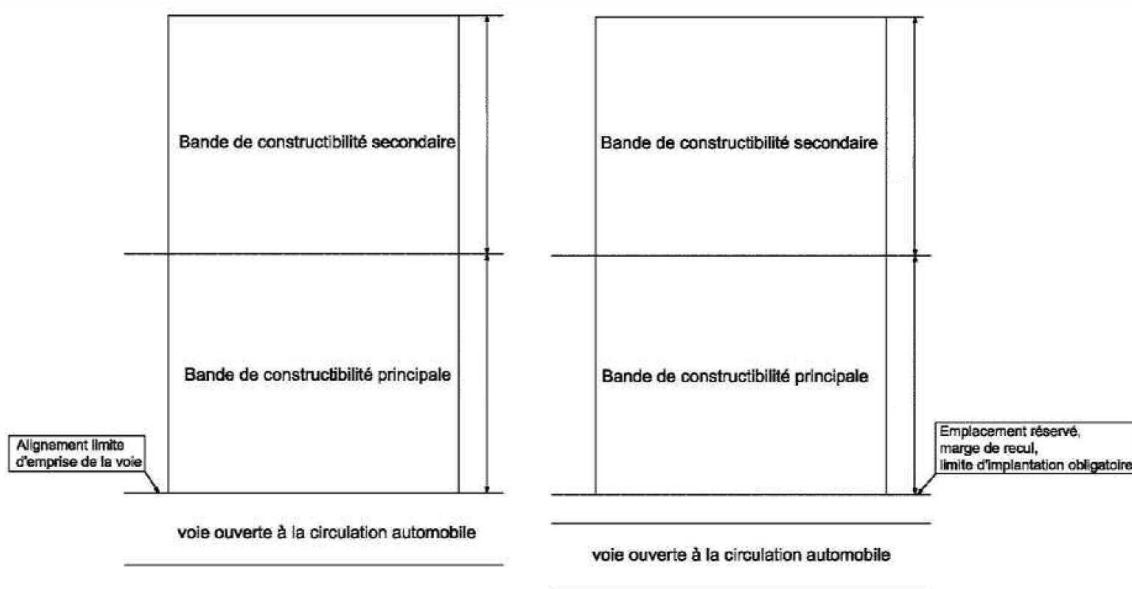 Bande de constructibilité secondaire
Bande de constructibilité principale
Alignement limite
d'emprise de la voie
voie ouverte à la circulation automobile
Bande de constructibilité secondaire
Bande de constructibilité principale
Emplacement réservé,
marge de recul,
limite d'implantation obligatoire
voie ouverte à la circulation automobile